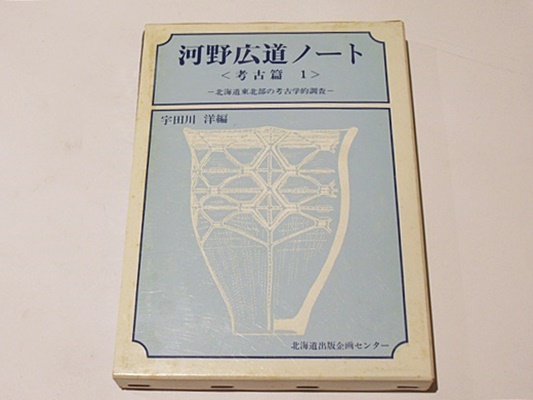 河野広道ノート
<考古篇 1>
－北海道東北部の考古学的調査－
宇田川 洋編
北海道出版企画センター